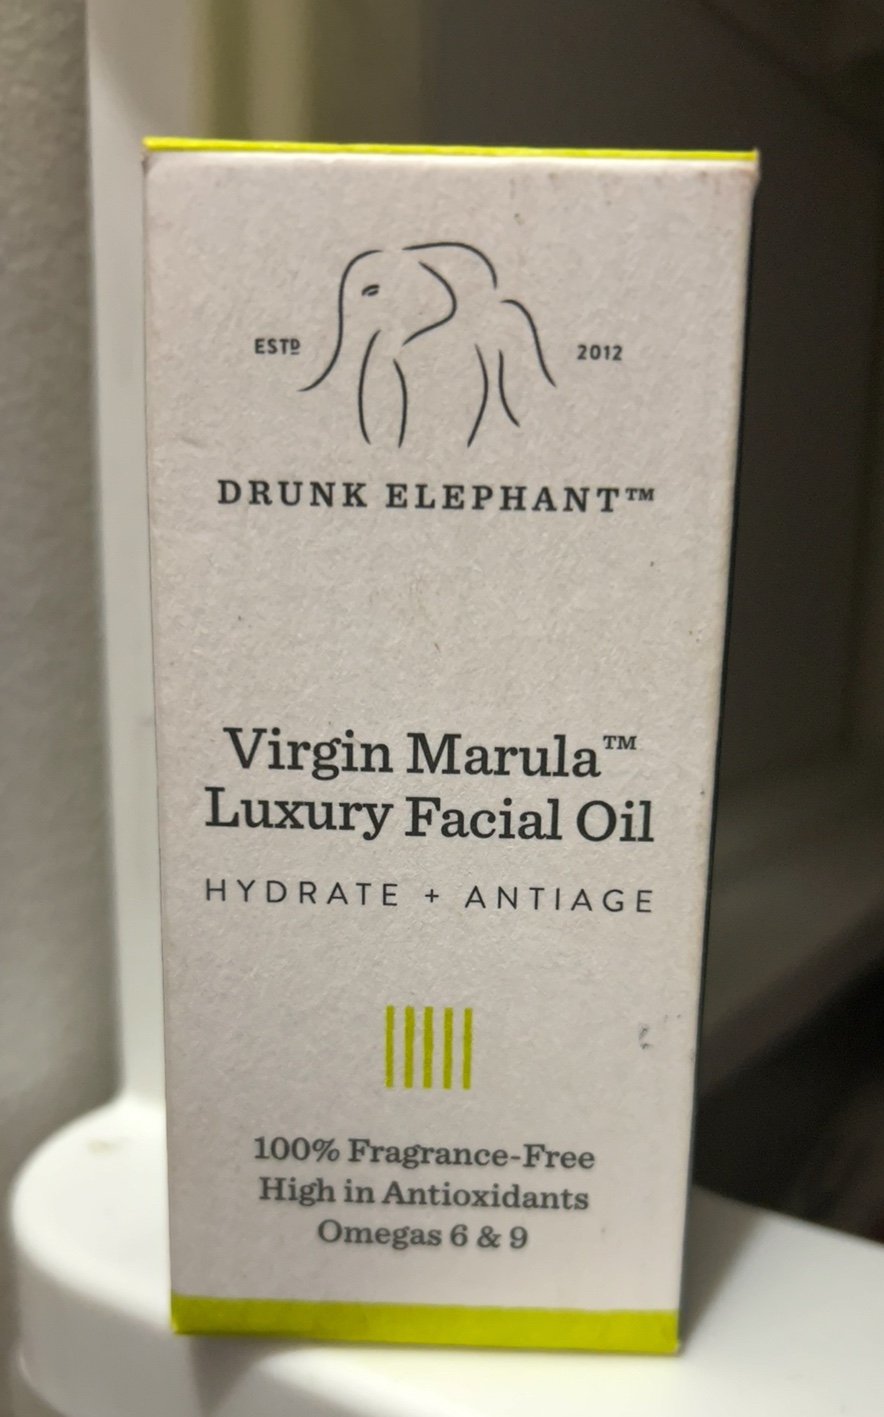 ESTD
2012
DRUNK ELEPHANT™
Virgin Marula™
Luxury Facial Oil
HYDRATE + ANTIAGE
100% Fragrance-Free
High in Antioxidants
Omegas 6 & 9